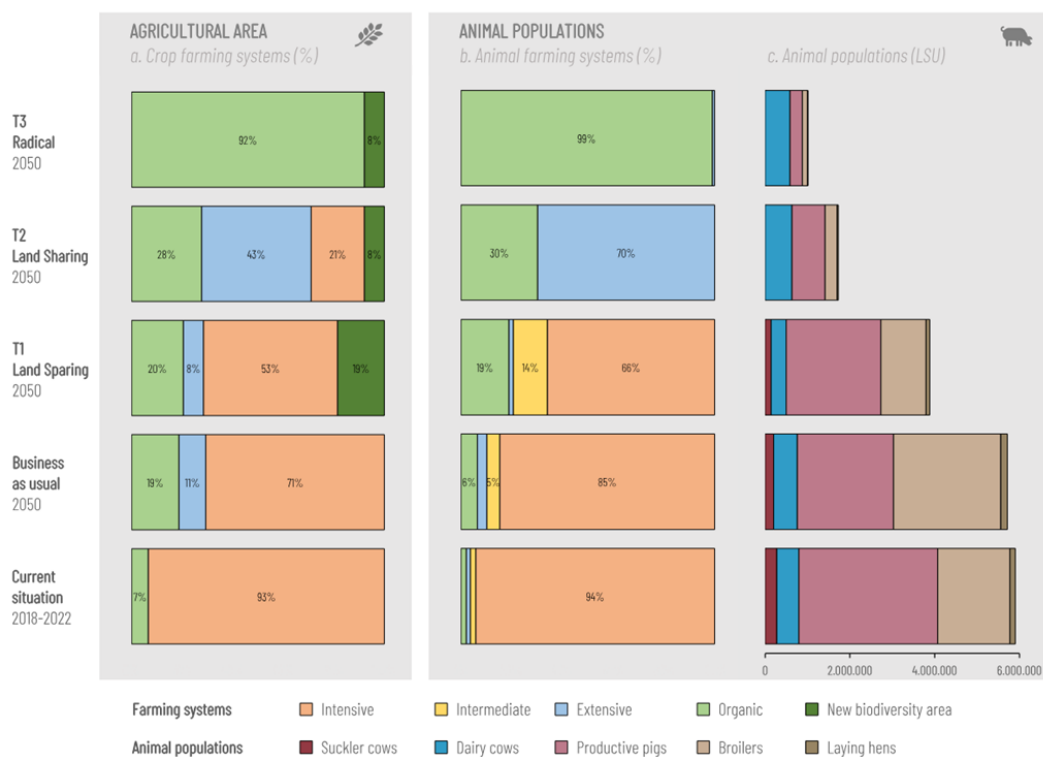 AGRICULTURAL AREA
a. Crop farming systems (%)
ANIMAL POPULATIONS
b. Animal farming systems (%)
c. Animal populations (LSU)
T3
Radical
2050
92%
8%
99%
T2
Land Sharing
2050
28%
43%
21%
8%
30%
70%
T1
Land Sparing
2050
20%
8%
53%
19%
19%
14%
66%
Business
as usual
2050
19%
11%
71%
6%
5%
85%
Current
situation
2018-2022
7%
93%
94%
0
2.000.000
4.000.000
6.000.000
Farming systems
Intensive
Intermediate
Extensive
Organic
New biodiversity area
Animal populations
Suckler cows
Dairy cows
Productive pigs
Broilers
Laying hens